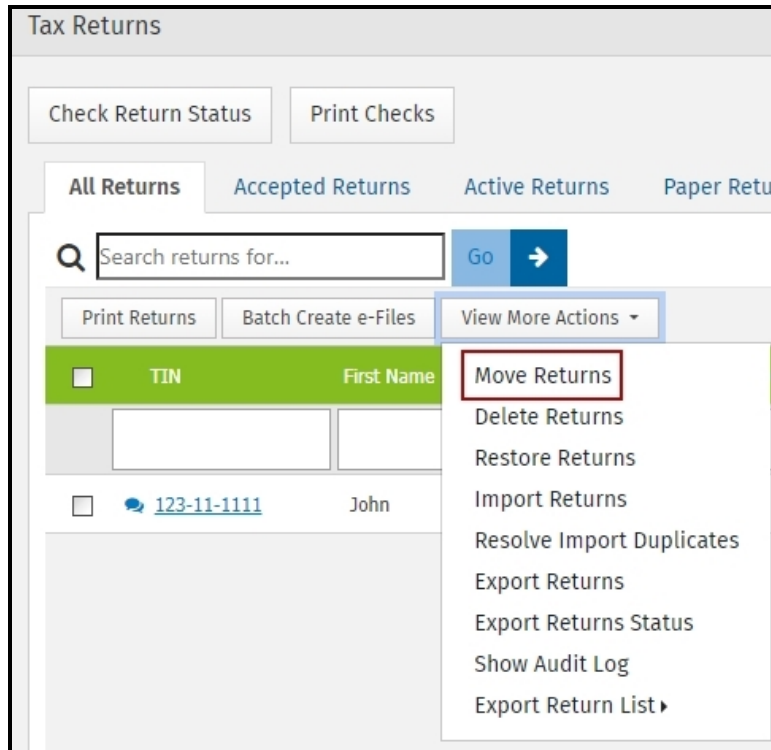 Tax Returns
Check Return Status Print Checks
All Returns Accepted Returns Active Returns Paper Retu
Search returns for... Go
Print Returns Batch Create e-Files View More Actions
TIN First Name
Move Returns
Delete Returns
Restore Returns
Import Returns
123-11-1111 John
Resolve Import Duplicates
Export Returns
Export Returns Status
Show Audit Log
Export Return List